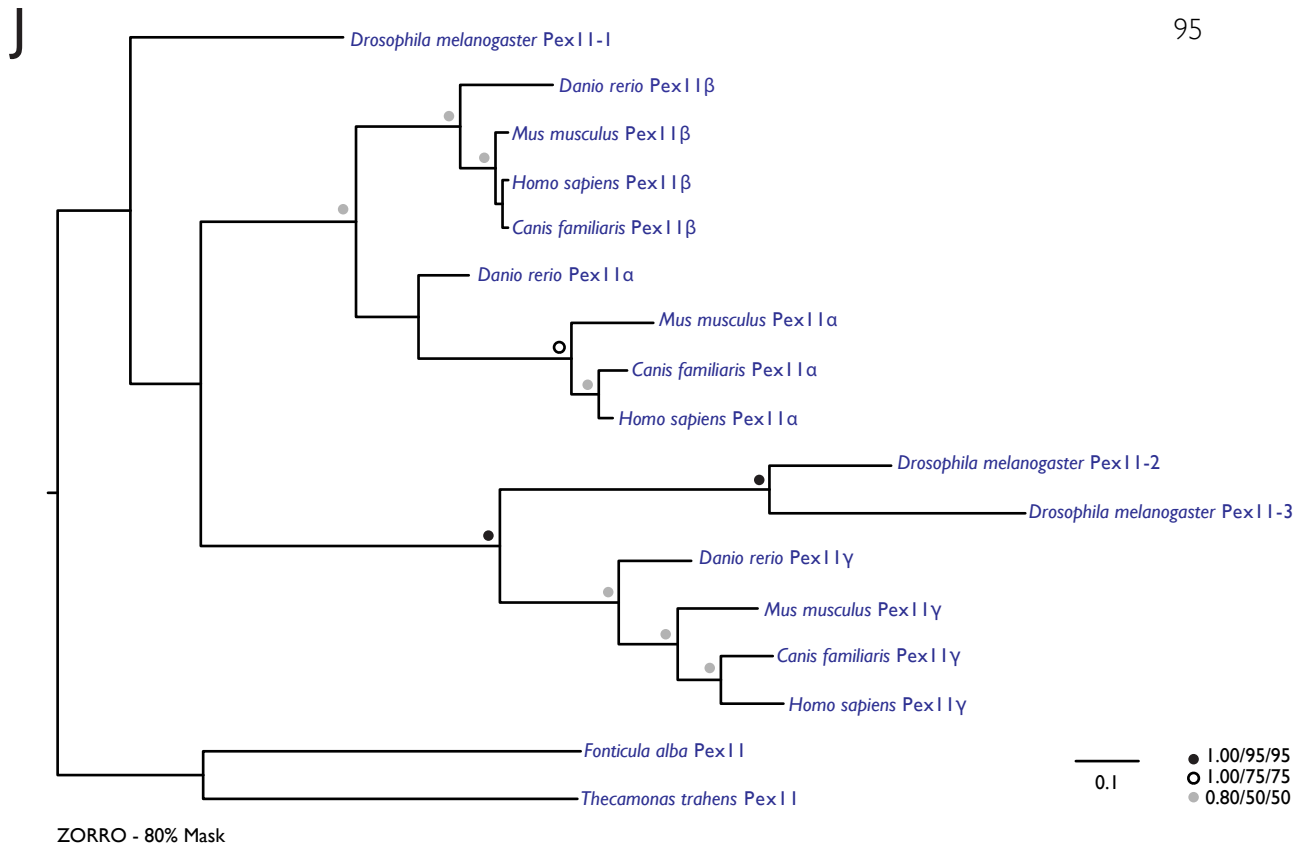 J
95
Drosophila melanogaster Pex11-1
Danio rerio Pex11β
Mus musculus Pex11β
Homo sapiens Pex11β
Canis familiaris Pex11β
Danio rerio Pex11α
Mus musculus Pex11α
Canis familiaris Pex11α
Homo sapiens Pex11α
Drosophila melanogaster Pex11-2
Drosophila melanogaster Pex11-3
Danio rerio Pex11γ
Mus musculus Pex11γ
Canis familiaris Pex11γ
Homo sapiens Pex11γ
Fonticula alba Pex11
Thecamonas trahens Pex11
0.1
1.00/95/95
1.00/75/75
0.80/50/50
ZORRO - 80% Mask